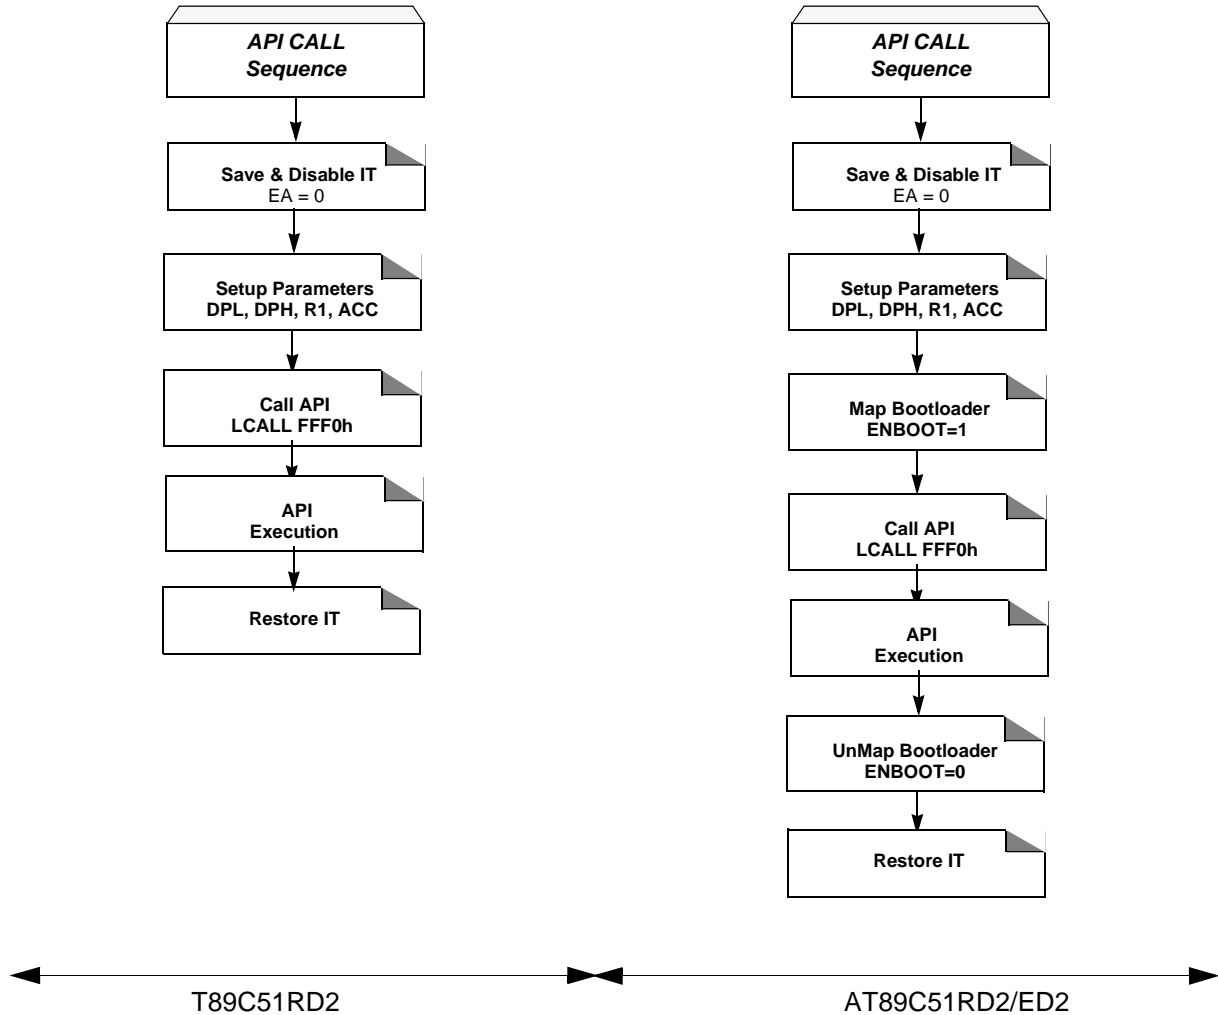 API CALL
Sequence
Save & Disable IT
EA = 0
Setup Parameters
DPL, DPH, R1, ACC
Call API
LCALL FFF0h
API
Execution
Restore IT
T89C51RD2
API CALL
Sequence
Save & Disable IT
EA = 0
Setup Parameters
DPL, DPH, R1, ACC
Map Bootloader
ENBOOT=1
Call API
LCALL FFF0h
API
Execution
UnMap Bootloader
ENBOOT=0
Restore IT
AT89C51RD2/ED2